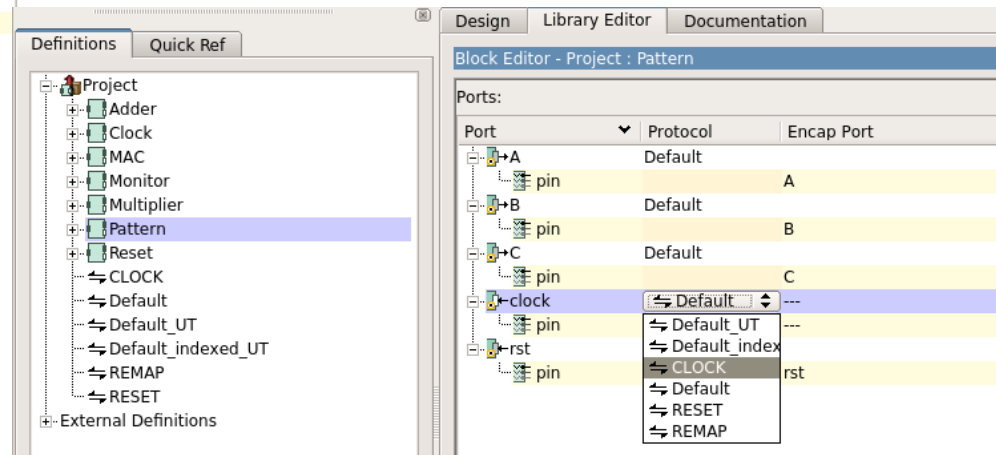 Definitions
Quick Ref
Project
Adder
Clock
MAC
Monitor
Multiplier
Pattern
Reset
CLOCK
Default
Default_UT
Default_indexed_UT
REMAP
RESET
External Definitions
Design
Library Editor
Documentation
Block Editor - Project : Pattern
Ports:
Port Protocol Encap Port
A Default
pin A
B Default
pin B
C Default
pin C
clock Default ---
pin ---
rst
pin rst
Default_UT
Default_index
CLOCK
Default
RESET
REMAP